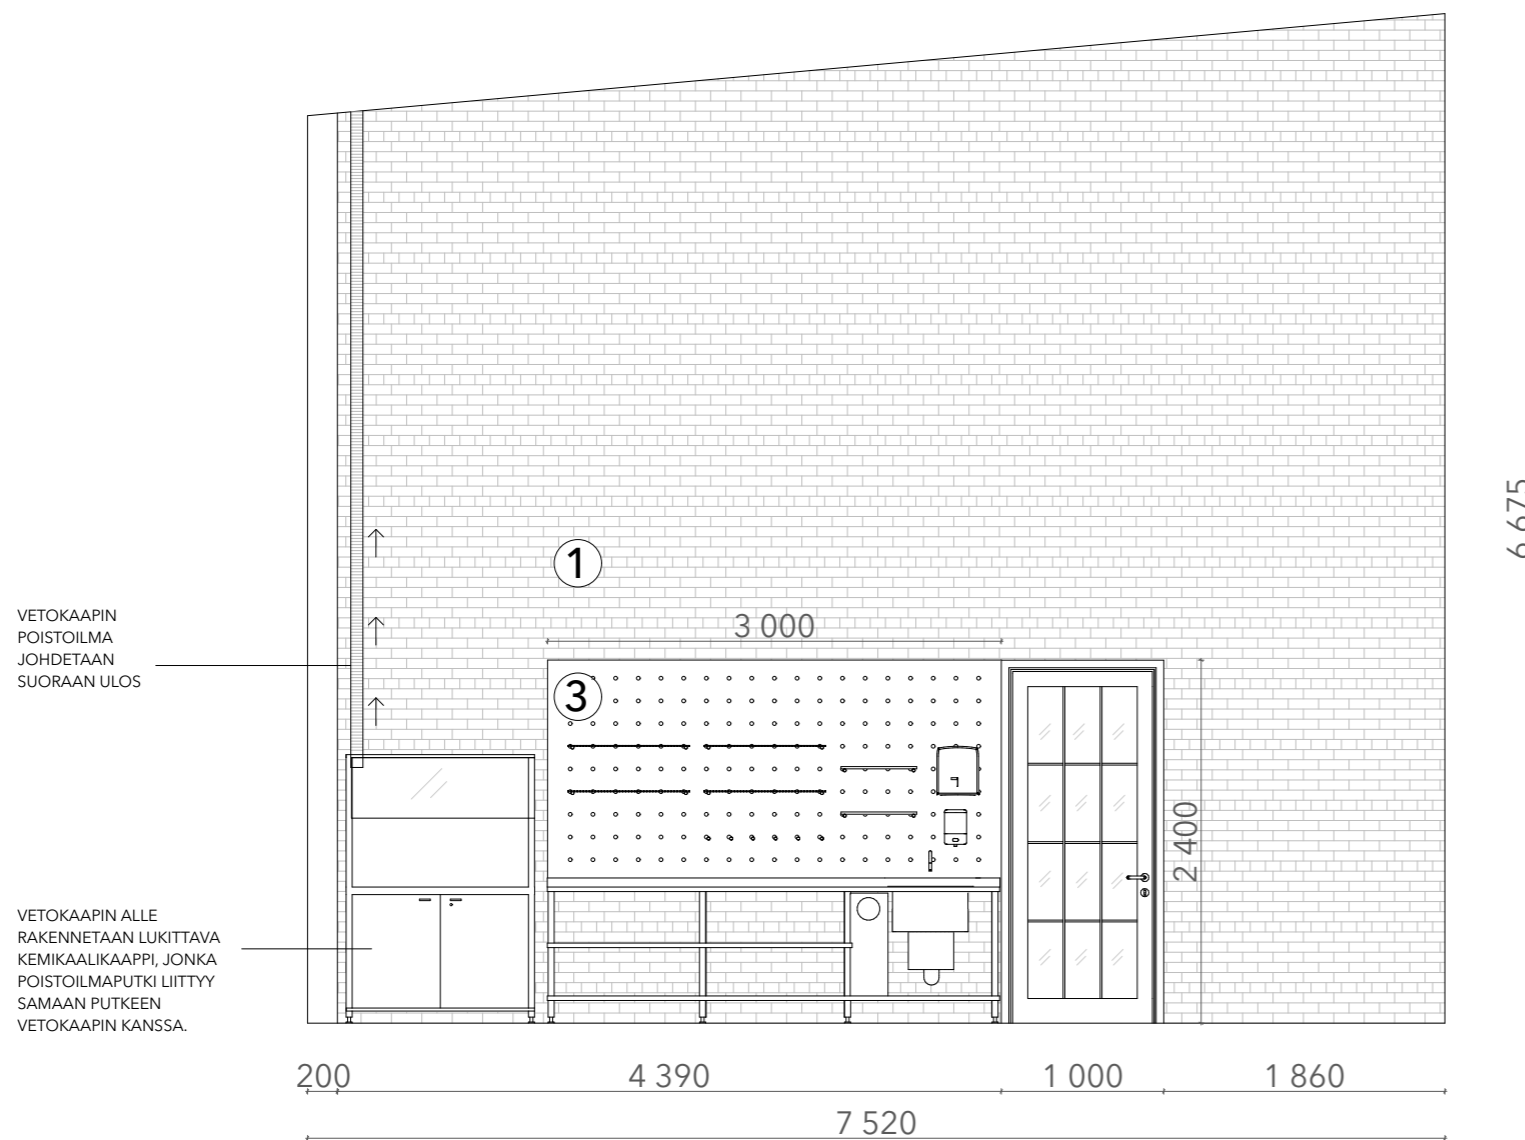 1
3 000
3
VETOKAAPIN
POISTOILMA
JOHDETAAN
SUORAAN ULOS
VETOKAAPIN ALLE
RAKENNETAAN LUKITTAVA
KEMIKAALIKAAPPI, JONKA
POISTOILMAPUTKI LIITTYY
SAMAAN PUTKEEN
VETOKAAPIN KANSSA.
2 400
6 675
200
4 390
1 000
1 860
7 520